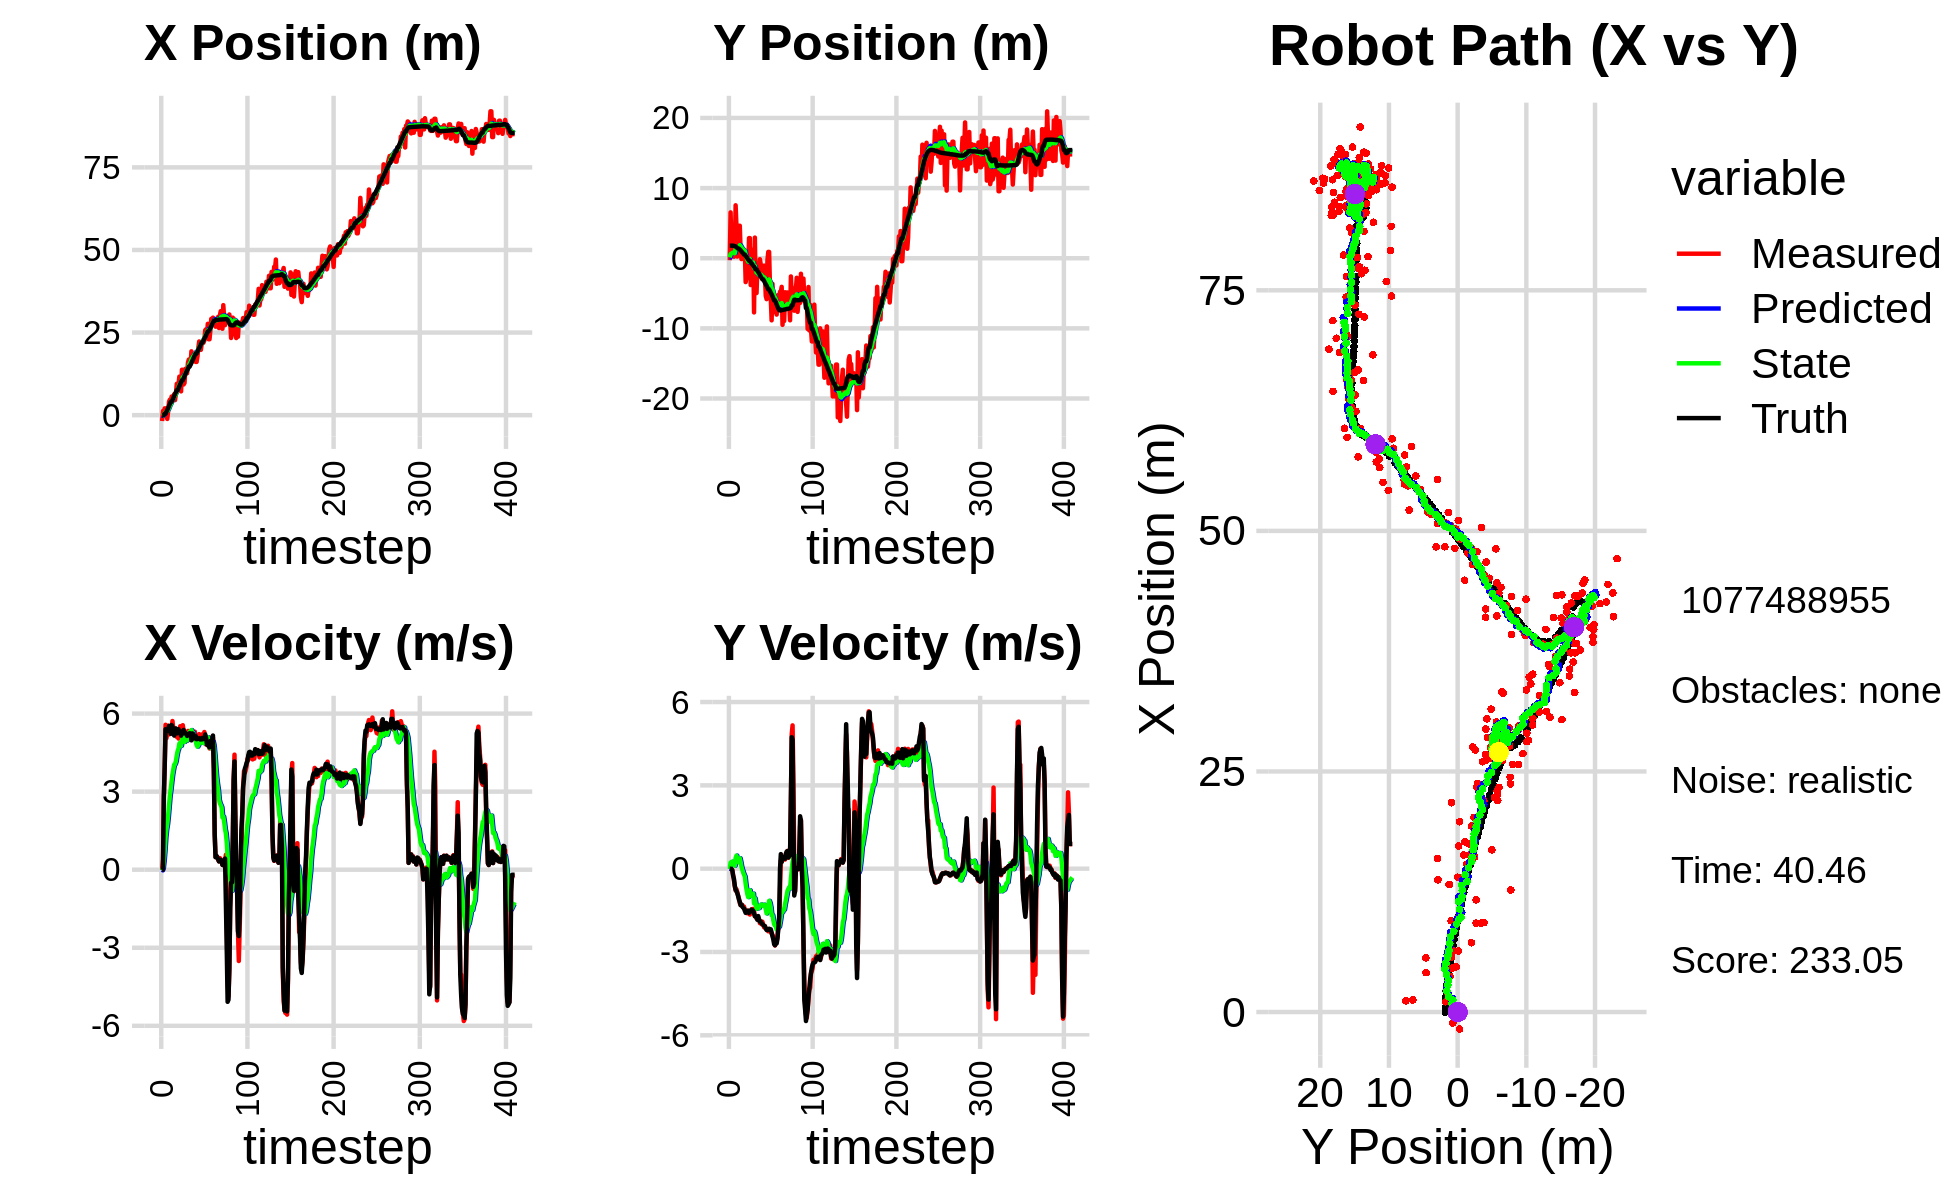 X Position (m)
75
50
25
0
0
100
200
300
400
timestep
Y Position (m)
20
10
0
-10
-20
0
100
200
300
400
timestep
X Velocity (m/s)
6
3
0
-3
-6
0
100
200
300
400
timestep
Y Velocity (m/s)
6
3
0
-3
-6
0
100
200
300
400
timestep
Robot Path (X vs Y)
X Position (m)
75
50
25
0
20 10 0 -10 -20
Y Position (m)
variable
Measured
Predicted
State
Truth
1077488955
Obstacles: none
Noise: realistic
Time: 40.46
Score: 233.05